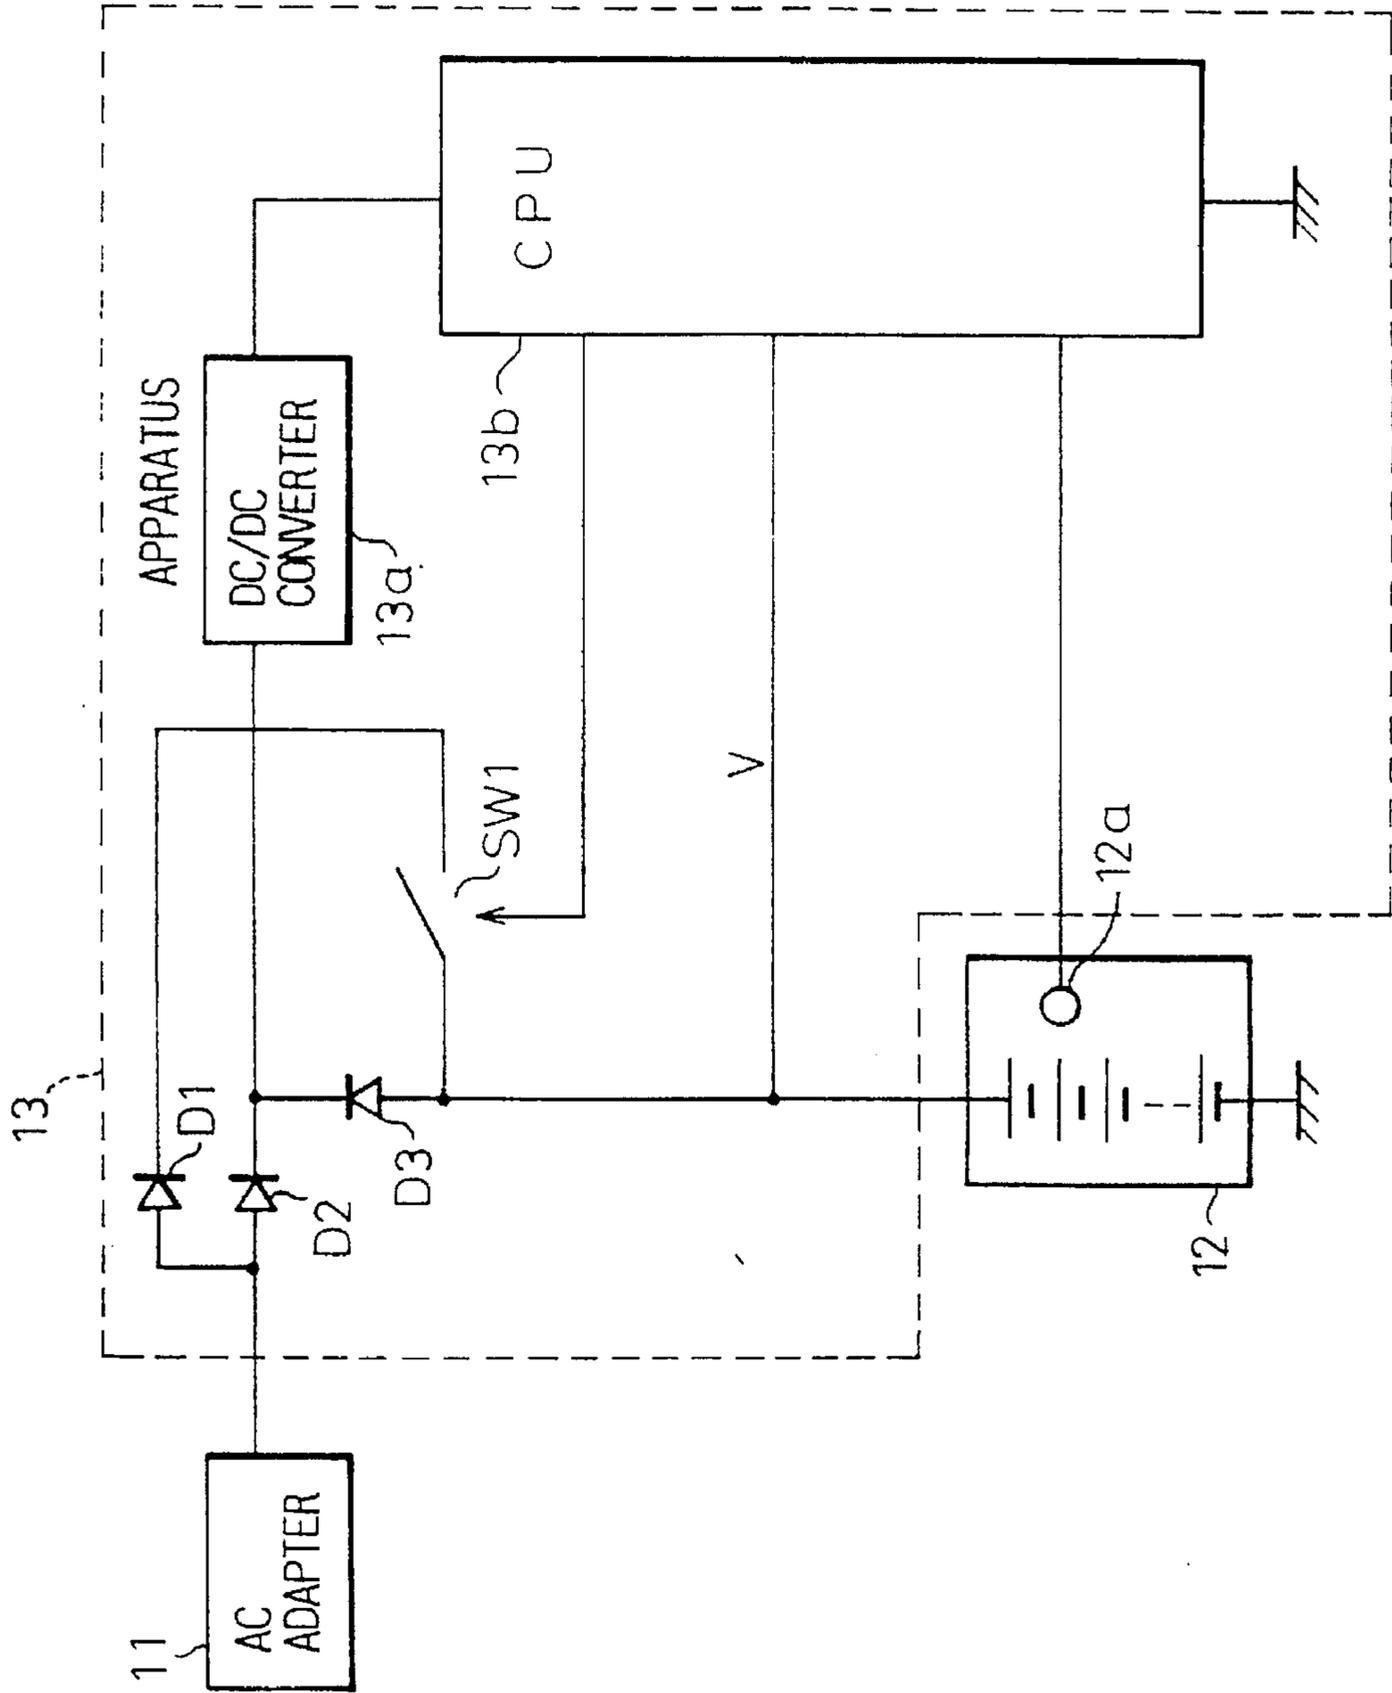 13
APPARATUS
11
AC
ADAPTER
D1
D2
D3
SW1
DC/DC
CONVERTER
13a
13b
CPU
V
12
12a